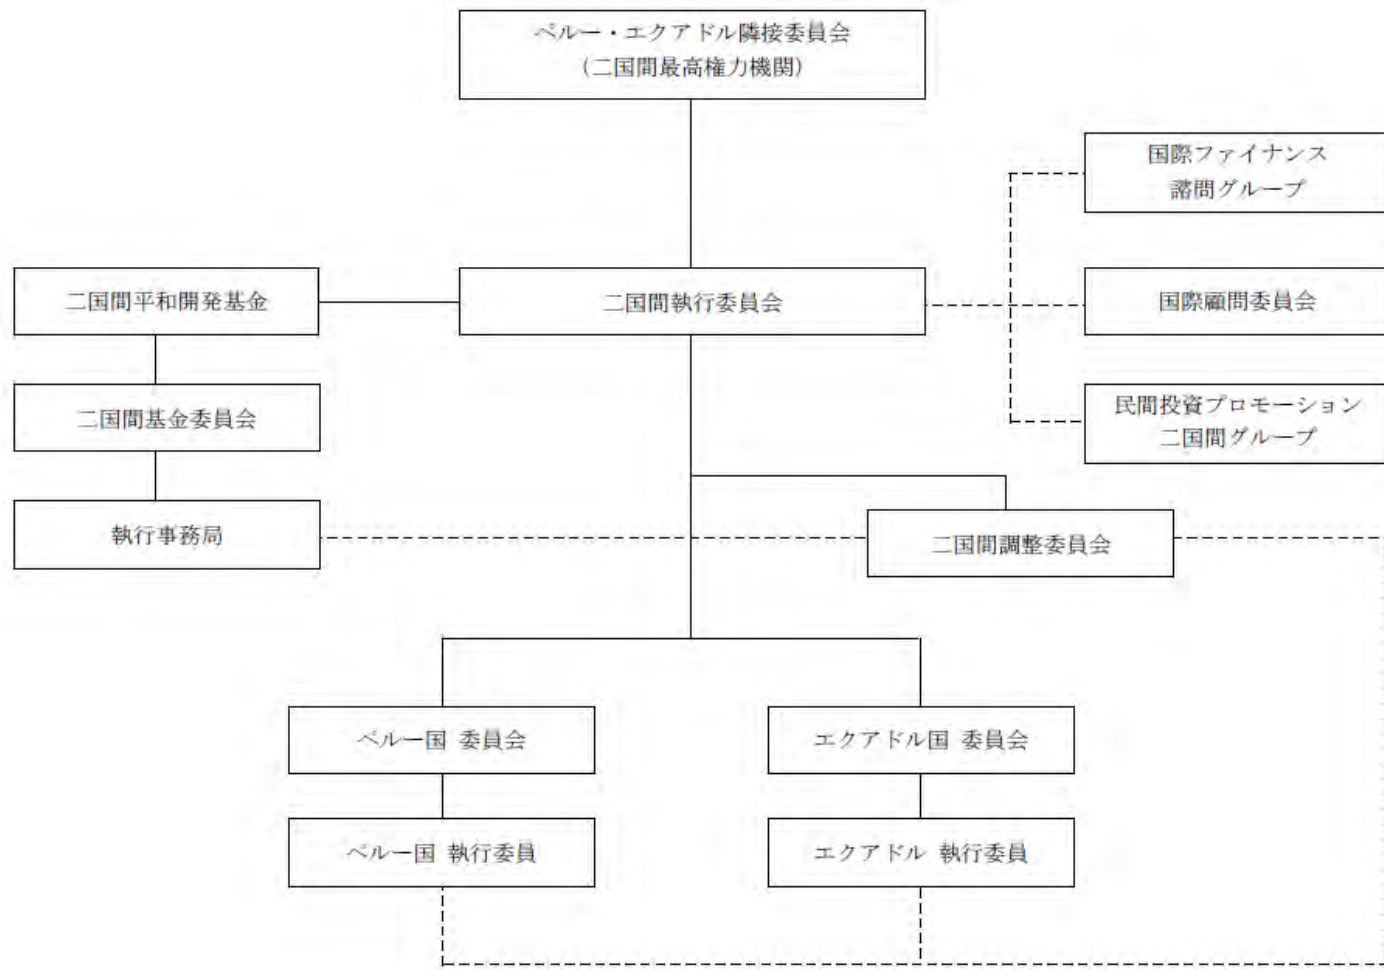 ペルー・エクアドル隣接委員会
(二国間最高権力機関)
国際ファイナンス
諮問グループ
二国間平和開発基金
二国間執行委員会
国際顧問委員会
二国間基金委員会
民間投資プロモーション
二国間グループ
執行事務局
二国間調整委員会
ペルー国 委員会
エクアドル国 委員会
ペルー国 執行委員
エクアドル 執行委員